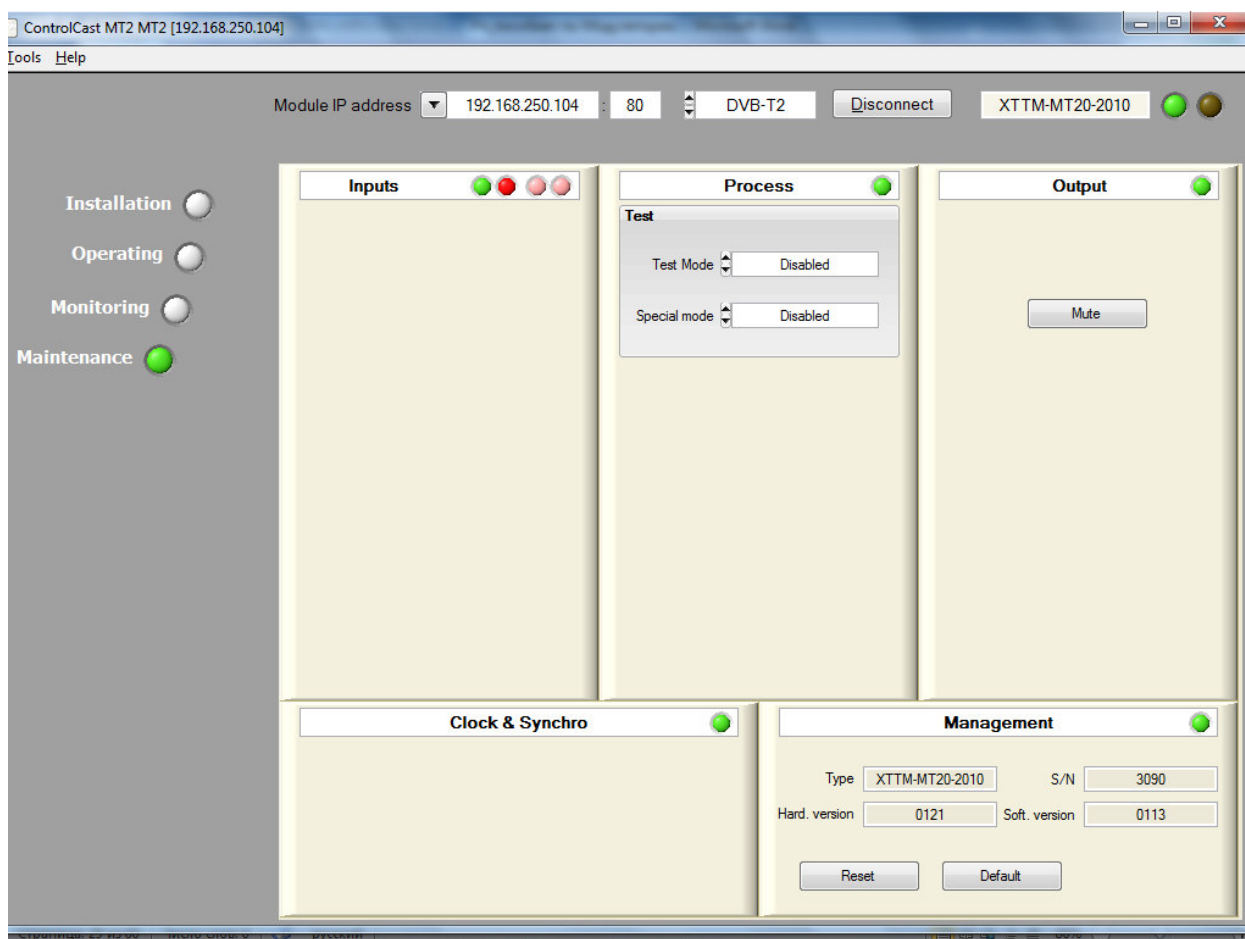 ControlCast MT2 MT2 [192.168.250.104]
Tools Help
Module IP address 192.168.250.104 : 80 DVB-T2 Disconnect XTTM-MT20-2010
Installation
Operating
Monitoring
Maintenance
Inputs
Process
Test
Test Mode Disabled
Special mode Disabled
Output
Mute
Clock & Synchro
Management
Type XTTM-MT20-2010 S/N 3090
Hard. version 0121 Soft. version 0113
Reset Default